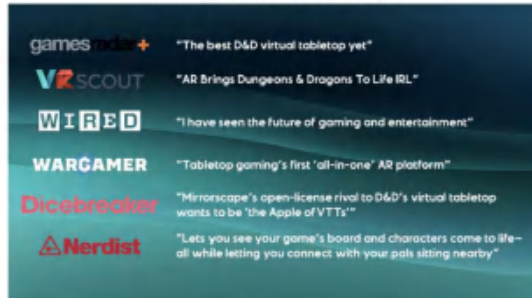 gamesradar+ "The best D&D virtual tabletop yet"
VRSCOUT "AR Brings Dungeons & Dragons To Life IRL"
WIRED "I have seen the future of gaming and entertainment"
WARGAMER "Tabletop gaming's first 'all-in-one' AR platform"
Dicebreaker "Mirrorscape's open-license rival to D&D's virtual tabletop
wants to be 'the Apple of VTTs'"
Nerdist "Lets you see your game's board and characters come to life—
all while letting you connect with your pals sitting nearby"